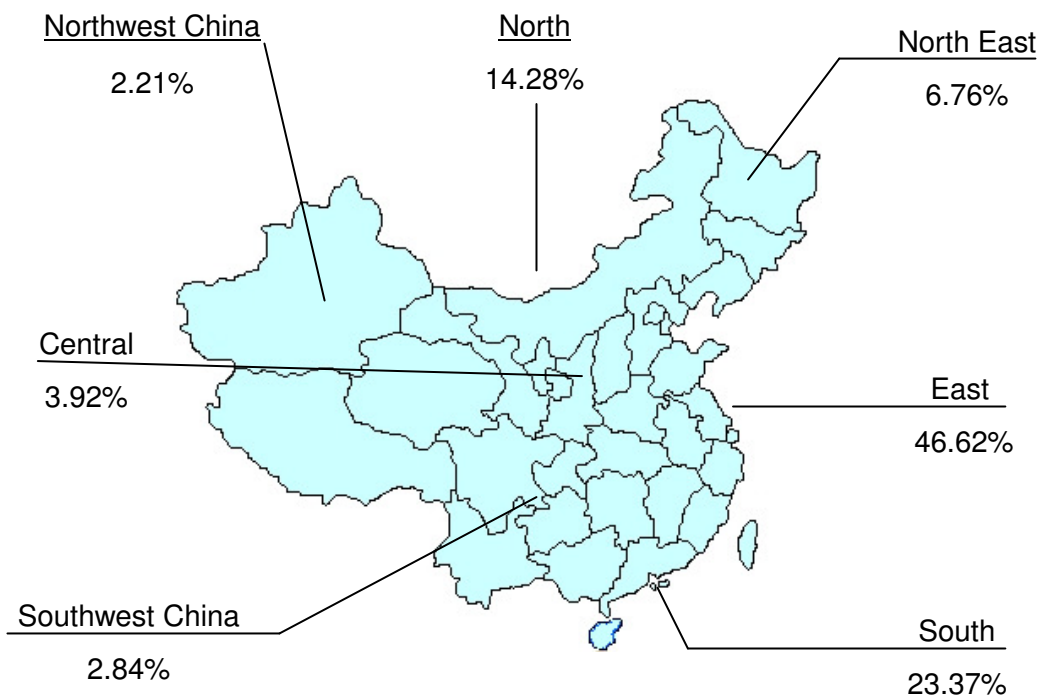 Northwest China
2.21%
North
14.28%
North East
6.76%
Central
3.92%
East
46.62%
Southwest China
2.84%
South
23.37%